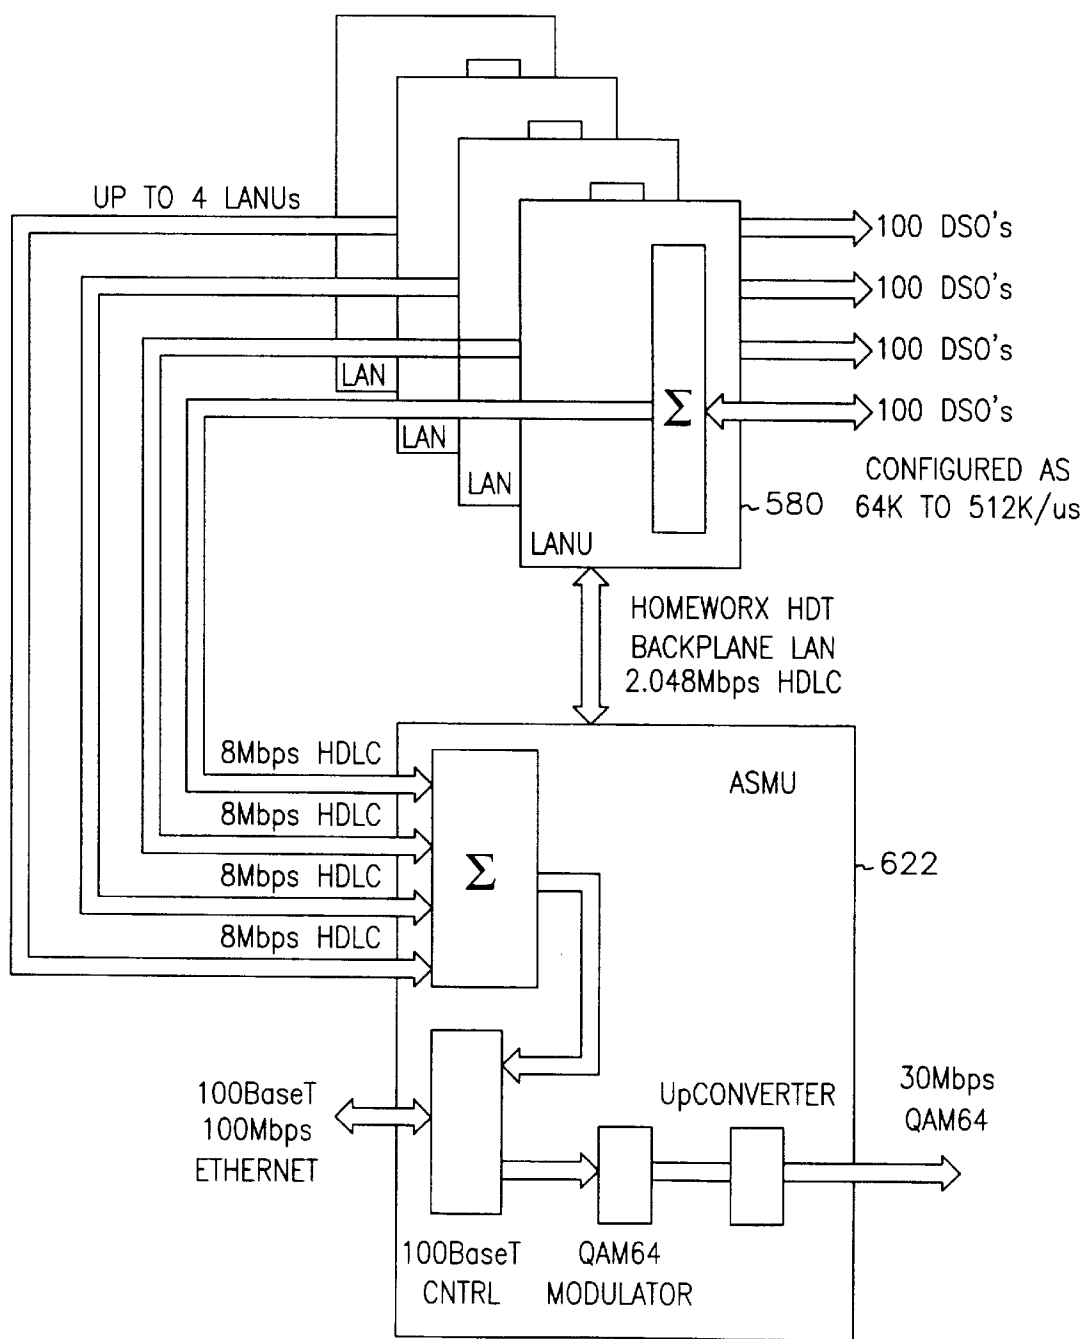 UP TO 4 LANUs
100 DSO's
100 DSO's
100 DSO's
LAN
100 DSO's
LAN
CONFIGURED AS
64K TO 512K/us
LAN
580
LANU
HOMEWORX HDT
BACKPLANE LAN
2.048Mbps HDLC
8Mbps HDLC
ASMU
8Mbps HDLC
Σ
Σ
622
8Mbps HDLC
8Mbps HDLC
100BaseT
100Mbps
ETHERNET
UpCONVERTER
30Mbps
QAM64
100BaseT
CNTRL
QAM64
MODULATOR